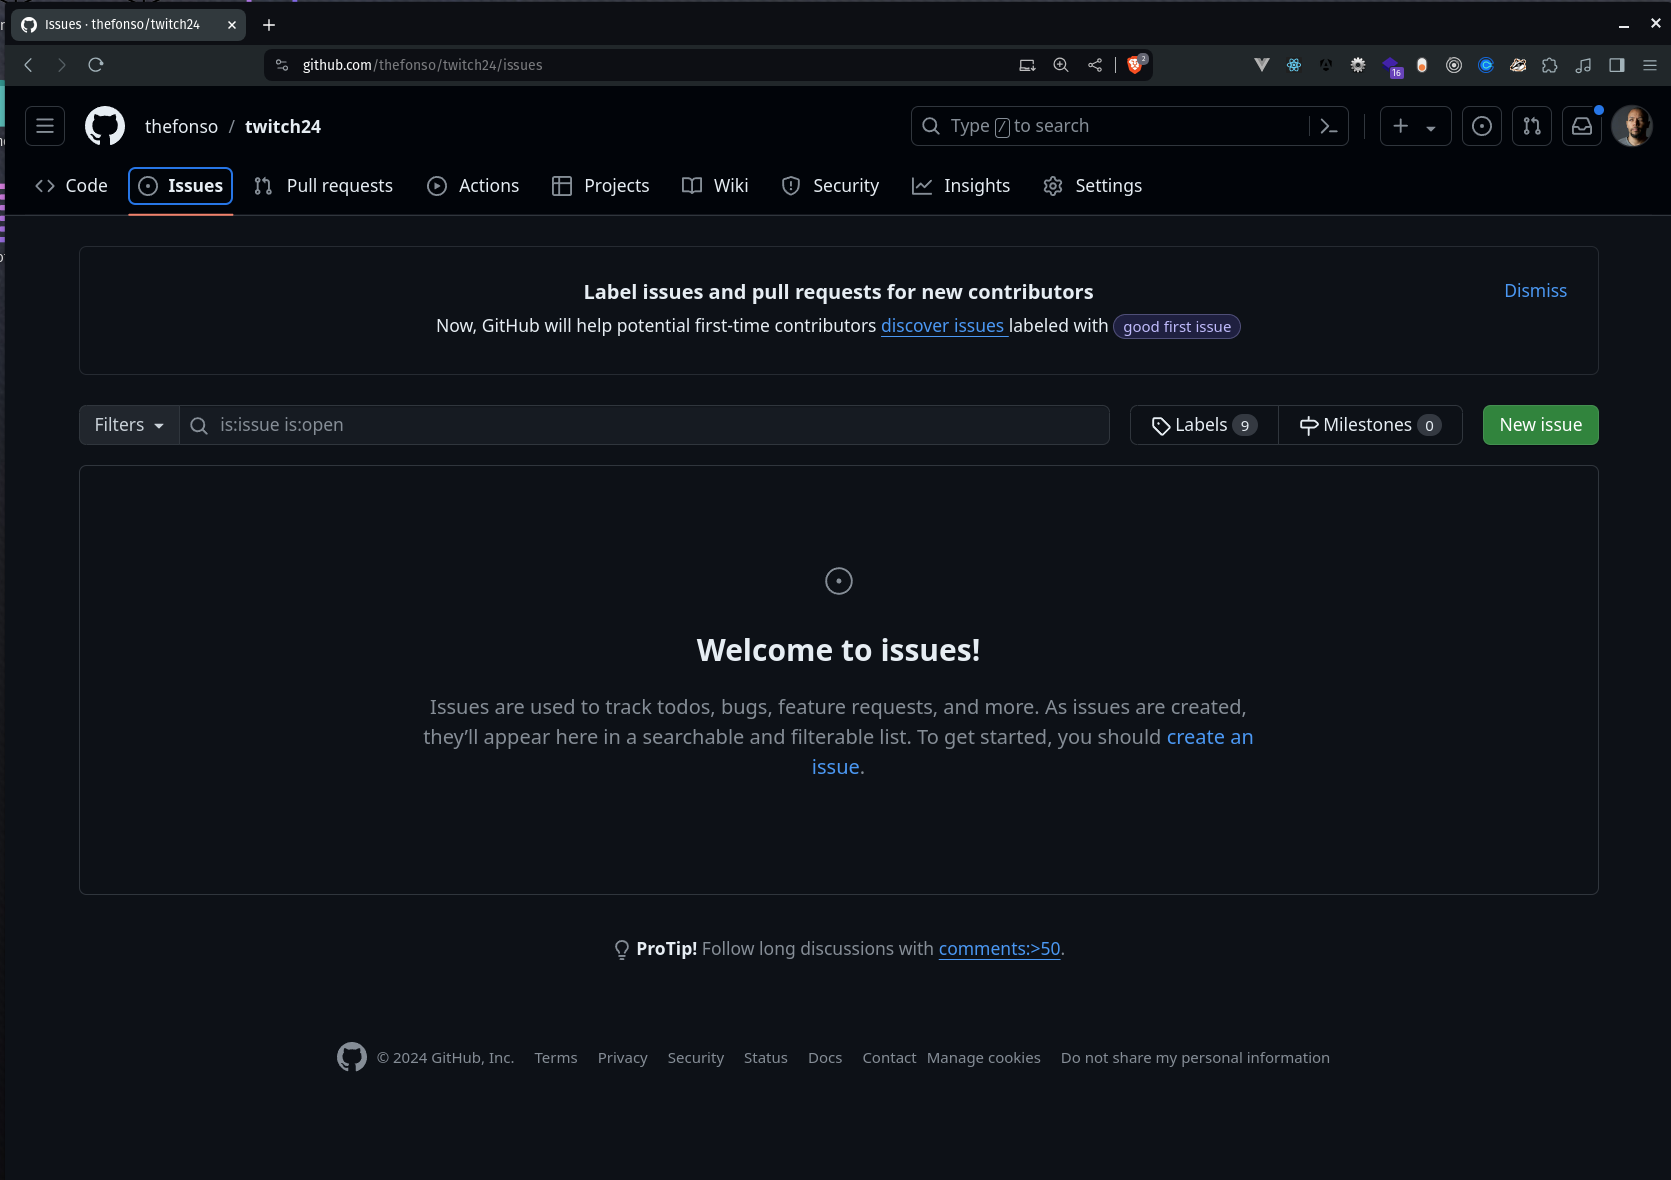 Issues · thefonso/twitch24
github.com/thefonso/twitch24/issues
2
16
thefonso / twitch24
Type / to search
Code
Issues
Pull requests
Actions
Projects
Wiki
Security
Insights
Settings
Label issues and pull requests for new contributors
Dismiss
Now, GitHub will help potential first-time contributors discover issues labeled with good first issue
Filters
is:issue is:open
Labels 9
Milestones 0
New issue
Welcome to issues!
Issues are used to track todos, bugs, feature requests, and more. As issues are created,
they’ll appear here in a searchable and filterable list. To get started, you should create an
issue.
ProTip! Follow long discussions with comments:>50.
© 2024 GitHub, Inc.
Terms
Privacy
Security
Status
Docs
Contact
Manage cookies
Do not share my personal information